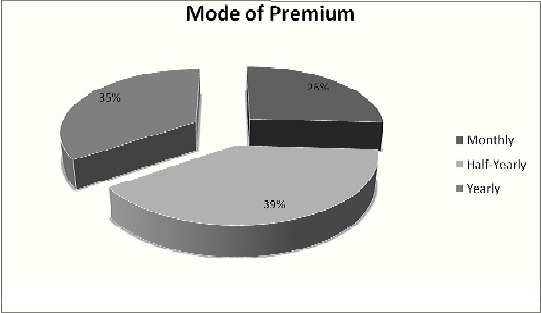 Mode of Premium
35%
26%
39%
Monthly
Half-Yearly
Yearly